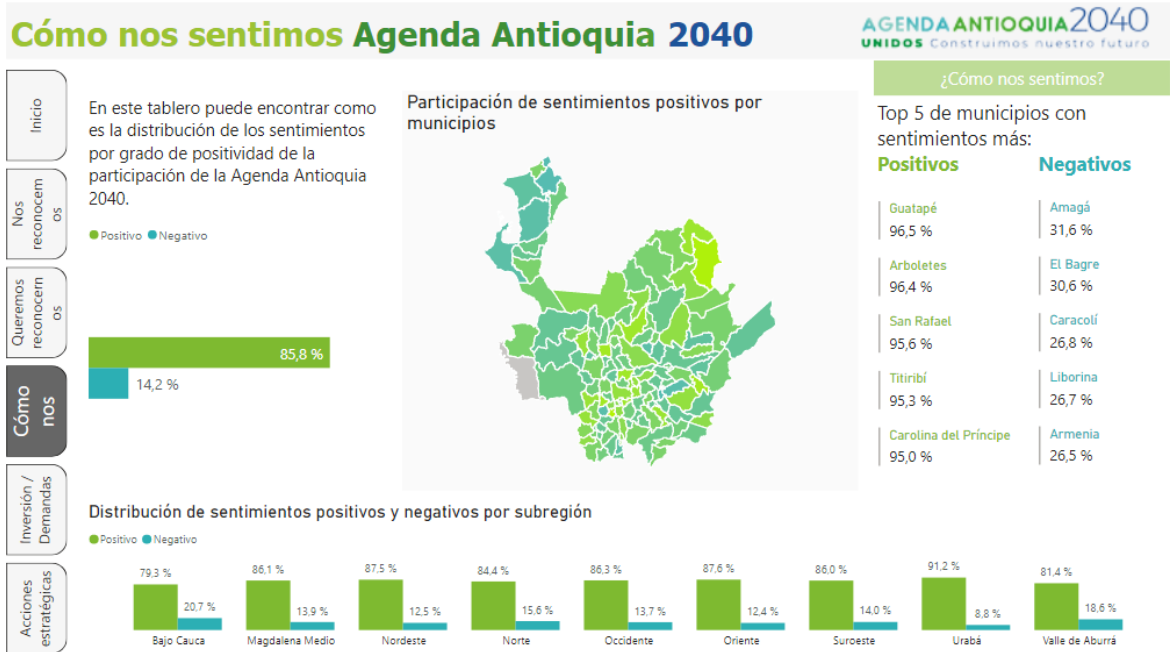 Cómo nos sentimos Agenda Antioquia 2040
AGENDA ANTIOQUIA 2040
UNIDOS Construimos nuestro futuro
Inicio
Nos
reconocem
os
Queremos
reconocern
os
Cómo
nos
Inversión /
Demandas
Acciones
estratégicas
En este tablero puede encontrar como
es la distribución de los sentimientos
por grado de positividad de la
participación de la Agenda Antioquia
2040.
Positivo Negativo
85,8 %
14,2 %
Participación de sentimientos positivos por
municipios
¿Cómo nos sentimos?
Top 5 de municipios con
sentimientos más:
Positivos Negativos
Guatapé Amagá
96,5 % 31,6 %
Arboletes El Bagre
96,4 % 30,6 %
San Rafael Caracolí
95,6 % 26,8 %
Titiribí Liborina
95,3 % 26,7 %
Carolina del Príncipe Armenia
95,0 % 26,5 %
Distribución de sentimientos positivos y negativos por subregión
Positivo Negativo
79,3 % 20,7 % 86,1 % 13,9 % 87,5 % 12,5 % 84,4 % 15,6 % 86,3 % 13,7 % 87,6 % 12,4 % 86,0 % 14,0 % 91,2 % 8,8 % 81,4 % 18,6 %
Bajo Cauca Magdalena Medio Nordeste Norte Occidente Oriente Suroeste Urabá Valle de Aburrá